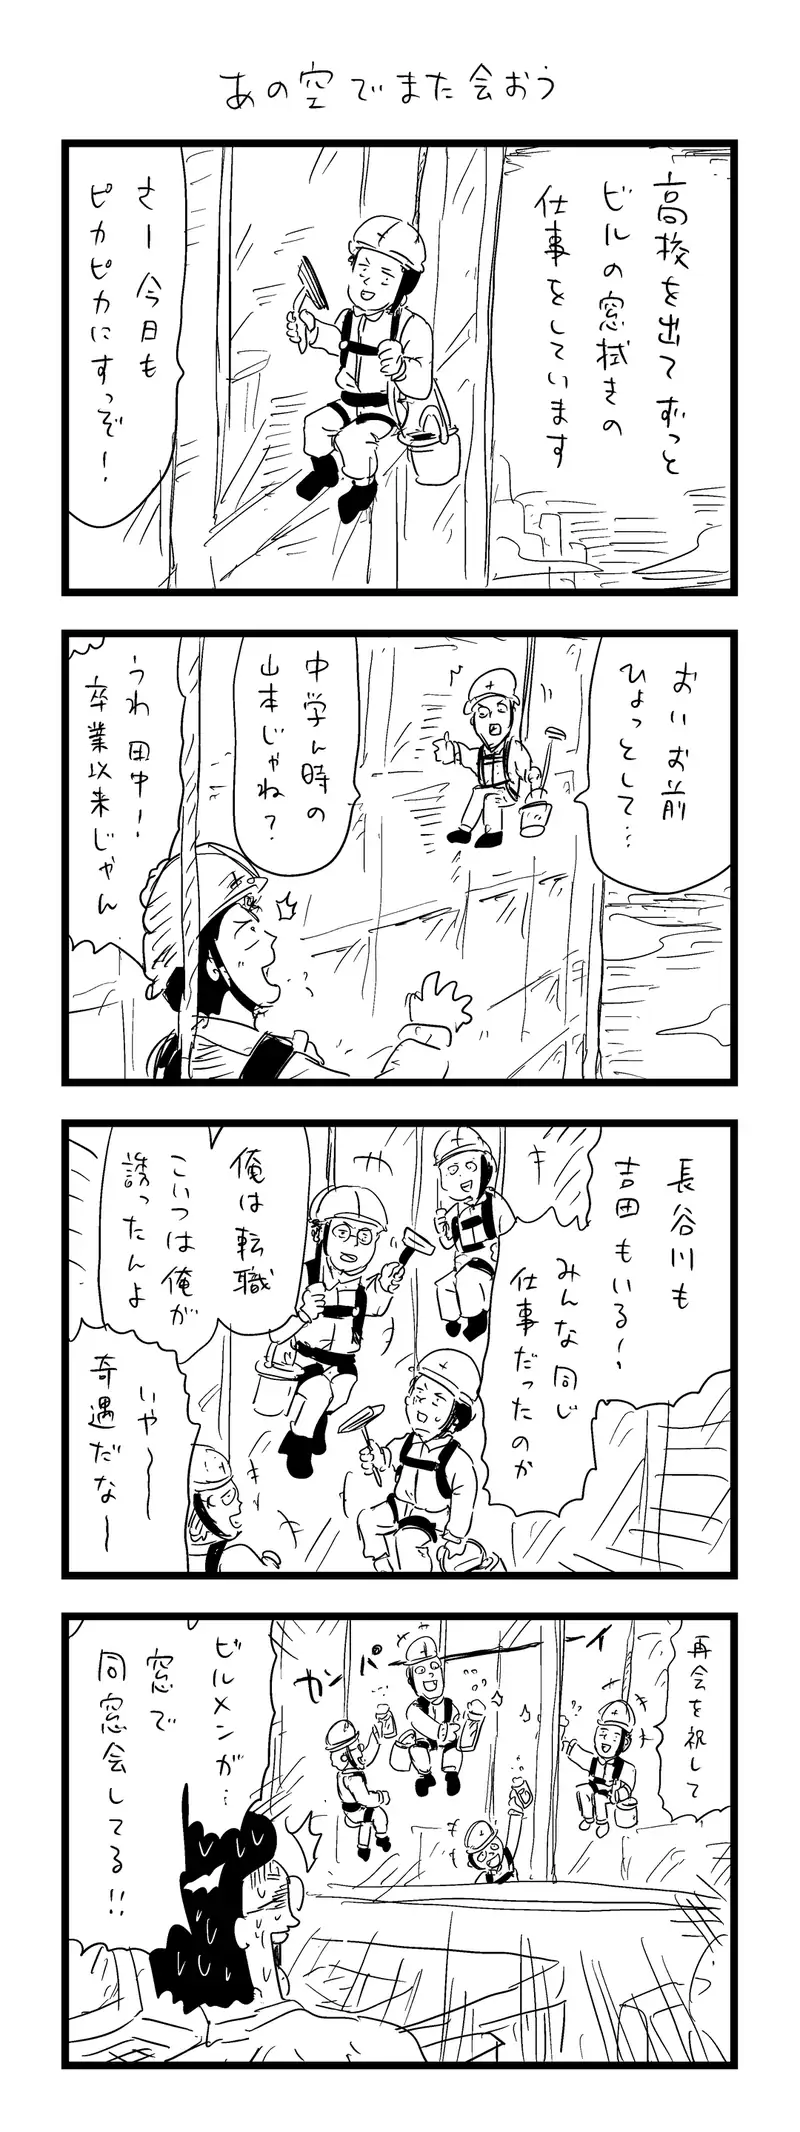 あの空でまた会おう
高校を出てずっと
ビルの窓拭きの
仕事をしています
さー今日も
ピカピカにすっぞ!
おいお前
ひょっとして…
中学ん時の
山本じゃね?
うわ田中!
卒業以来じゃん
長谷川も
吉田もいる!
みんな同じ
仕事だったのか
俺は転職
こいつは俺が
誘ったんよ
いや〜
奇遇だな〜
再会を祝して
カンパーイ
ビルメンが…
窓で
同窓会してる!!